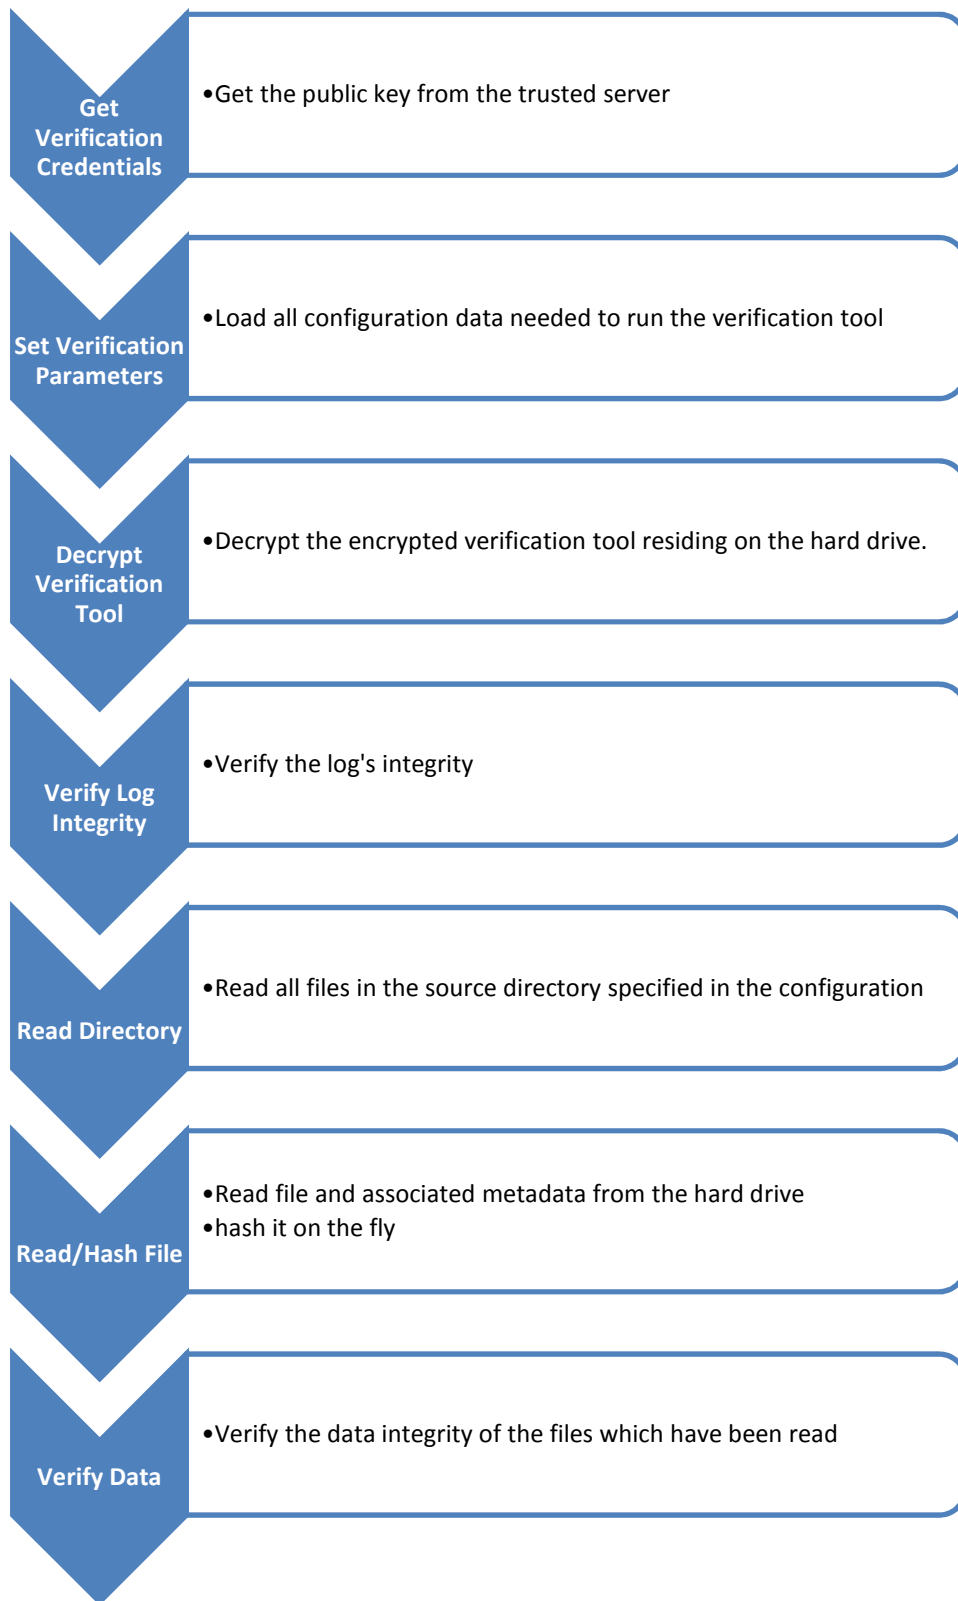 Get
Verification
Credentials
•Get the public key from the trusted server
Set Verification
Parameters
•Load all configuration data needed to run the verification tool
Decrypt
Verification
Tool
•Decrypt the encrypted verification tool residing on the hard drive.
Verify Log
Integrity
•Verify the log's integrity
Read Directory
•Read all files in the source directory specified in the configuration
Read/Hash File
•Read file and associated metadata from the hard drive
•hash it on the fly
Verify Data
•Verify the data integrity of the files which have been read